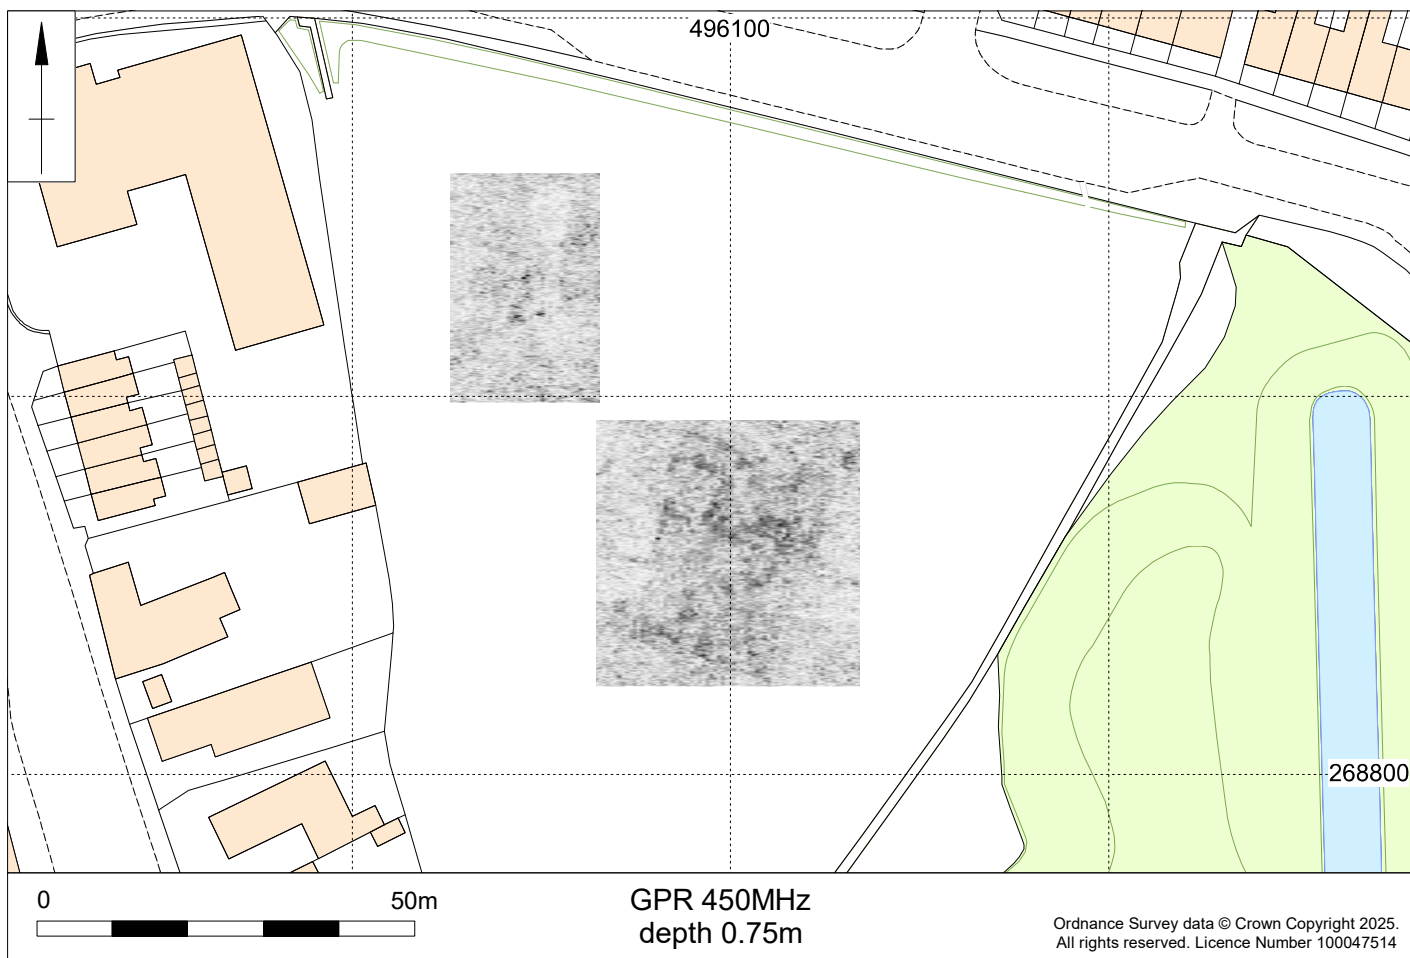 496100
268800
0 50m
GPR 450MHz
depth 0.75m
Ordnance Survey data © Crown Copyright 2025.
All rights reserved. Licence Number 100047514